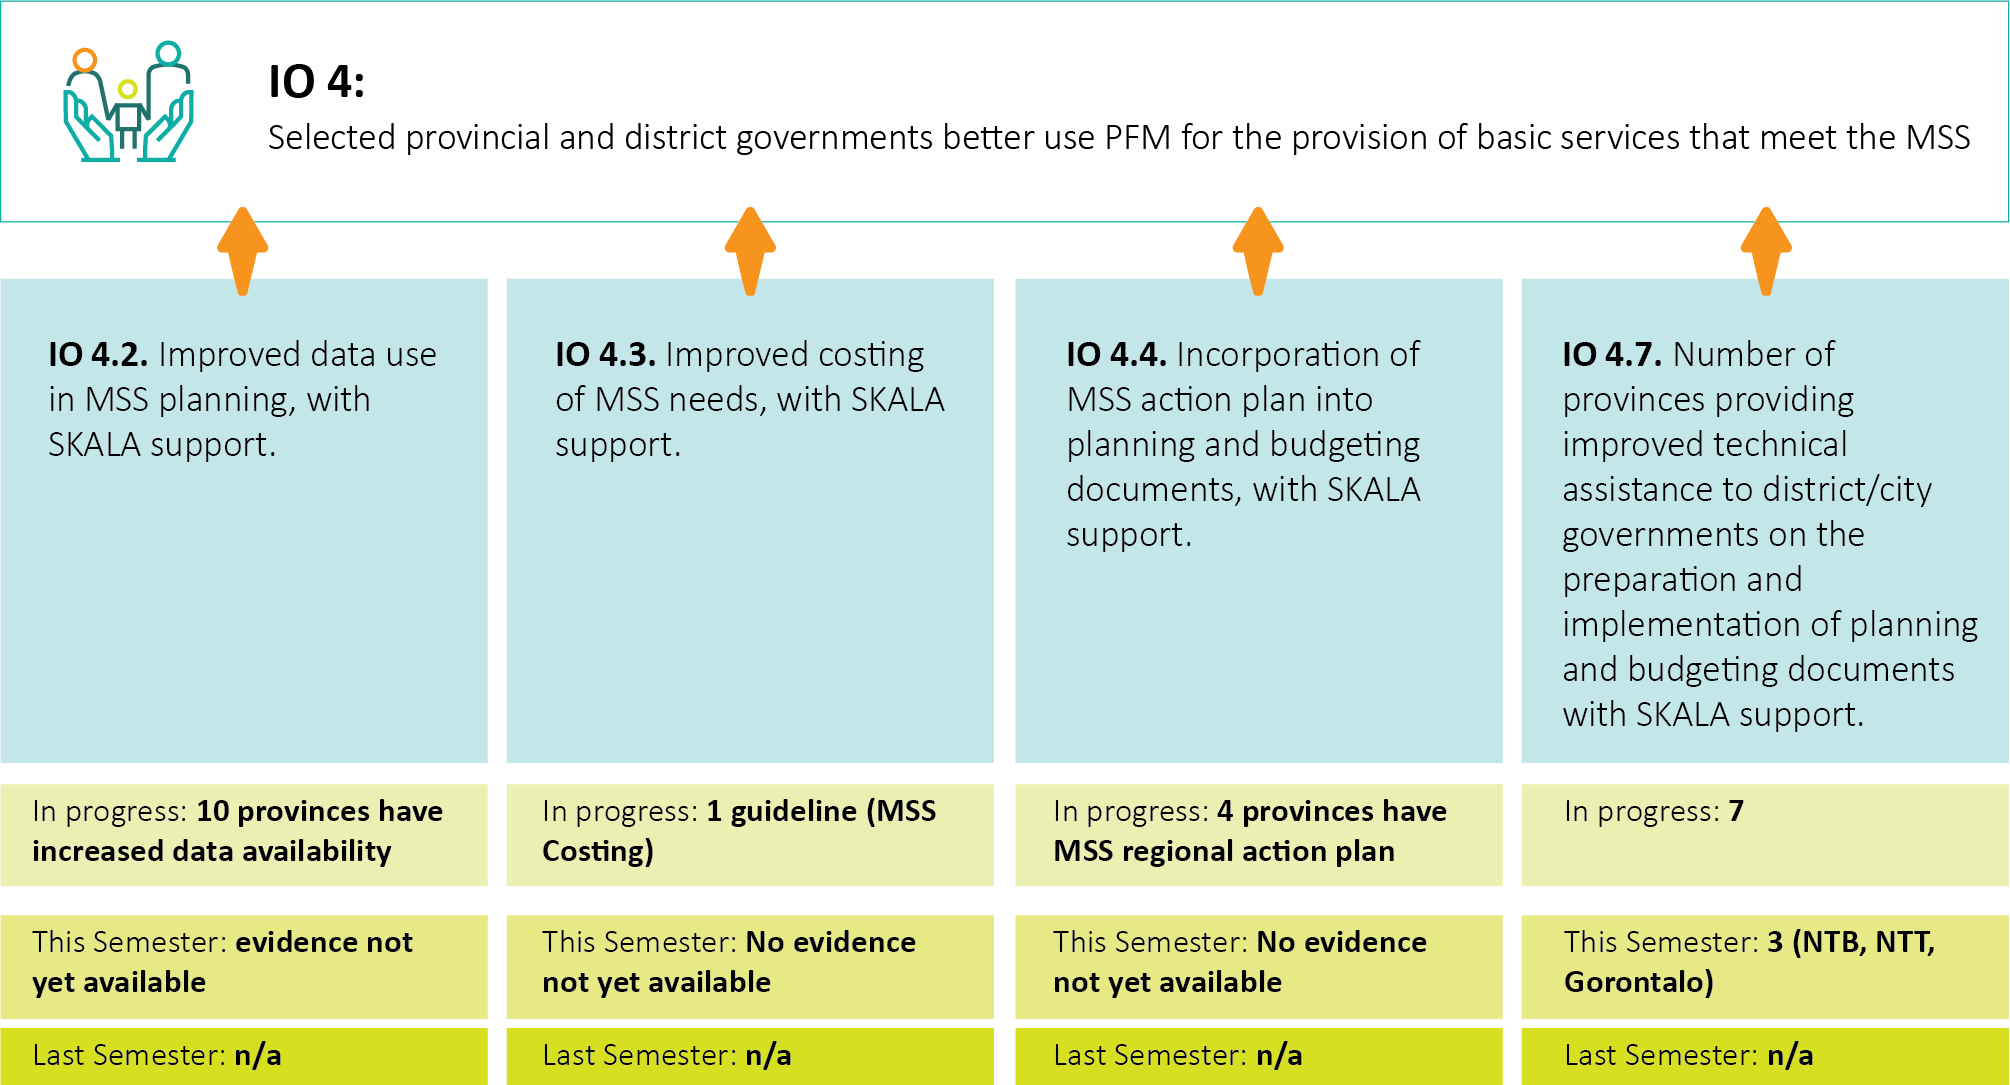 IO 4:
Selected provincial and district governments better use PFM for the provision of basic services that meet the MSS
IO 4.2. Improved data use
in MSS planning, with
SKALA support.
IO 4.3. Improved costing
of MSS needs, with SKALA
support.
IO 4.4. Incorporation of
MSS action plan into
planning and budgeting
documents, with SKALA
support.
IO 4.7. Number of
provinces providing
improved technical
assistance to district/city
governments on the
preparation and
implementation of planning
and budgeting documents
with SKALA support.
In progress: 10 provinces have
increased data availability
In progress: 1 guideline (MSS
Costing)
In progress: 4 provinces have
MSS regional action plan
In progress: 7
This Semester: evidence not
yet available
This Semester: No evidence
not yet available
This Semester: No evidence
not yet available
This Semester: 3 (NTB, NTT,
Gorontalo)
Last Semester: n/a
Last Semester: n/a
Last Semester: n/a
Last Semester: n/a